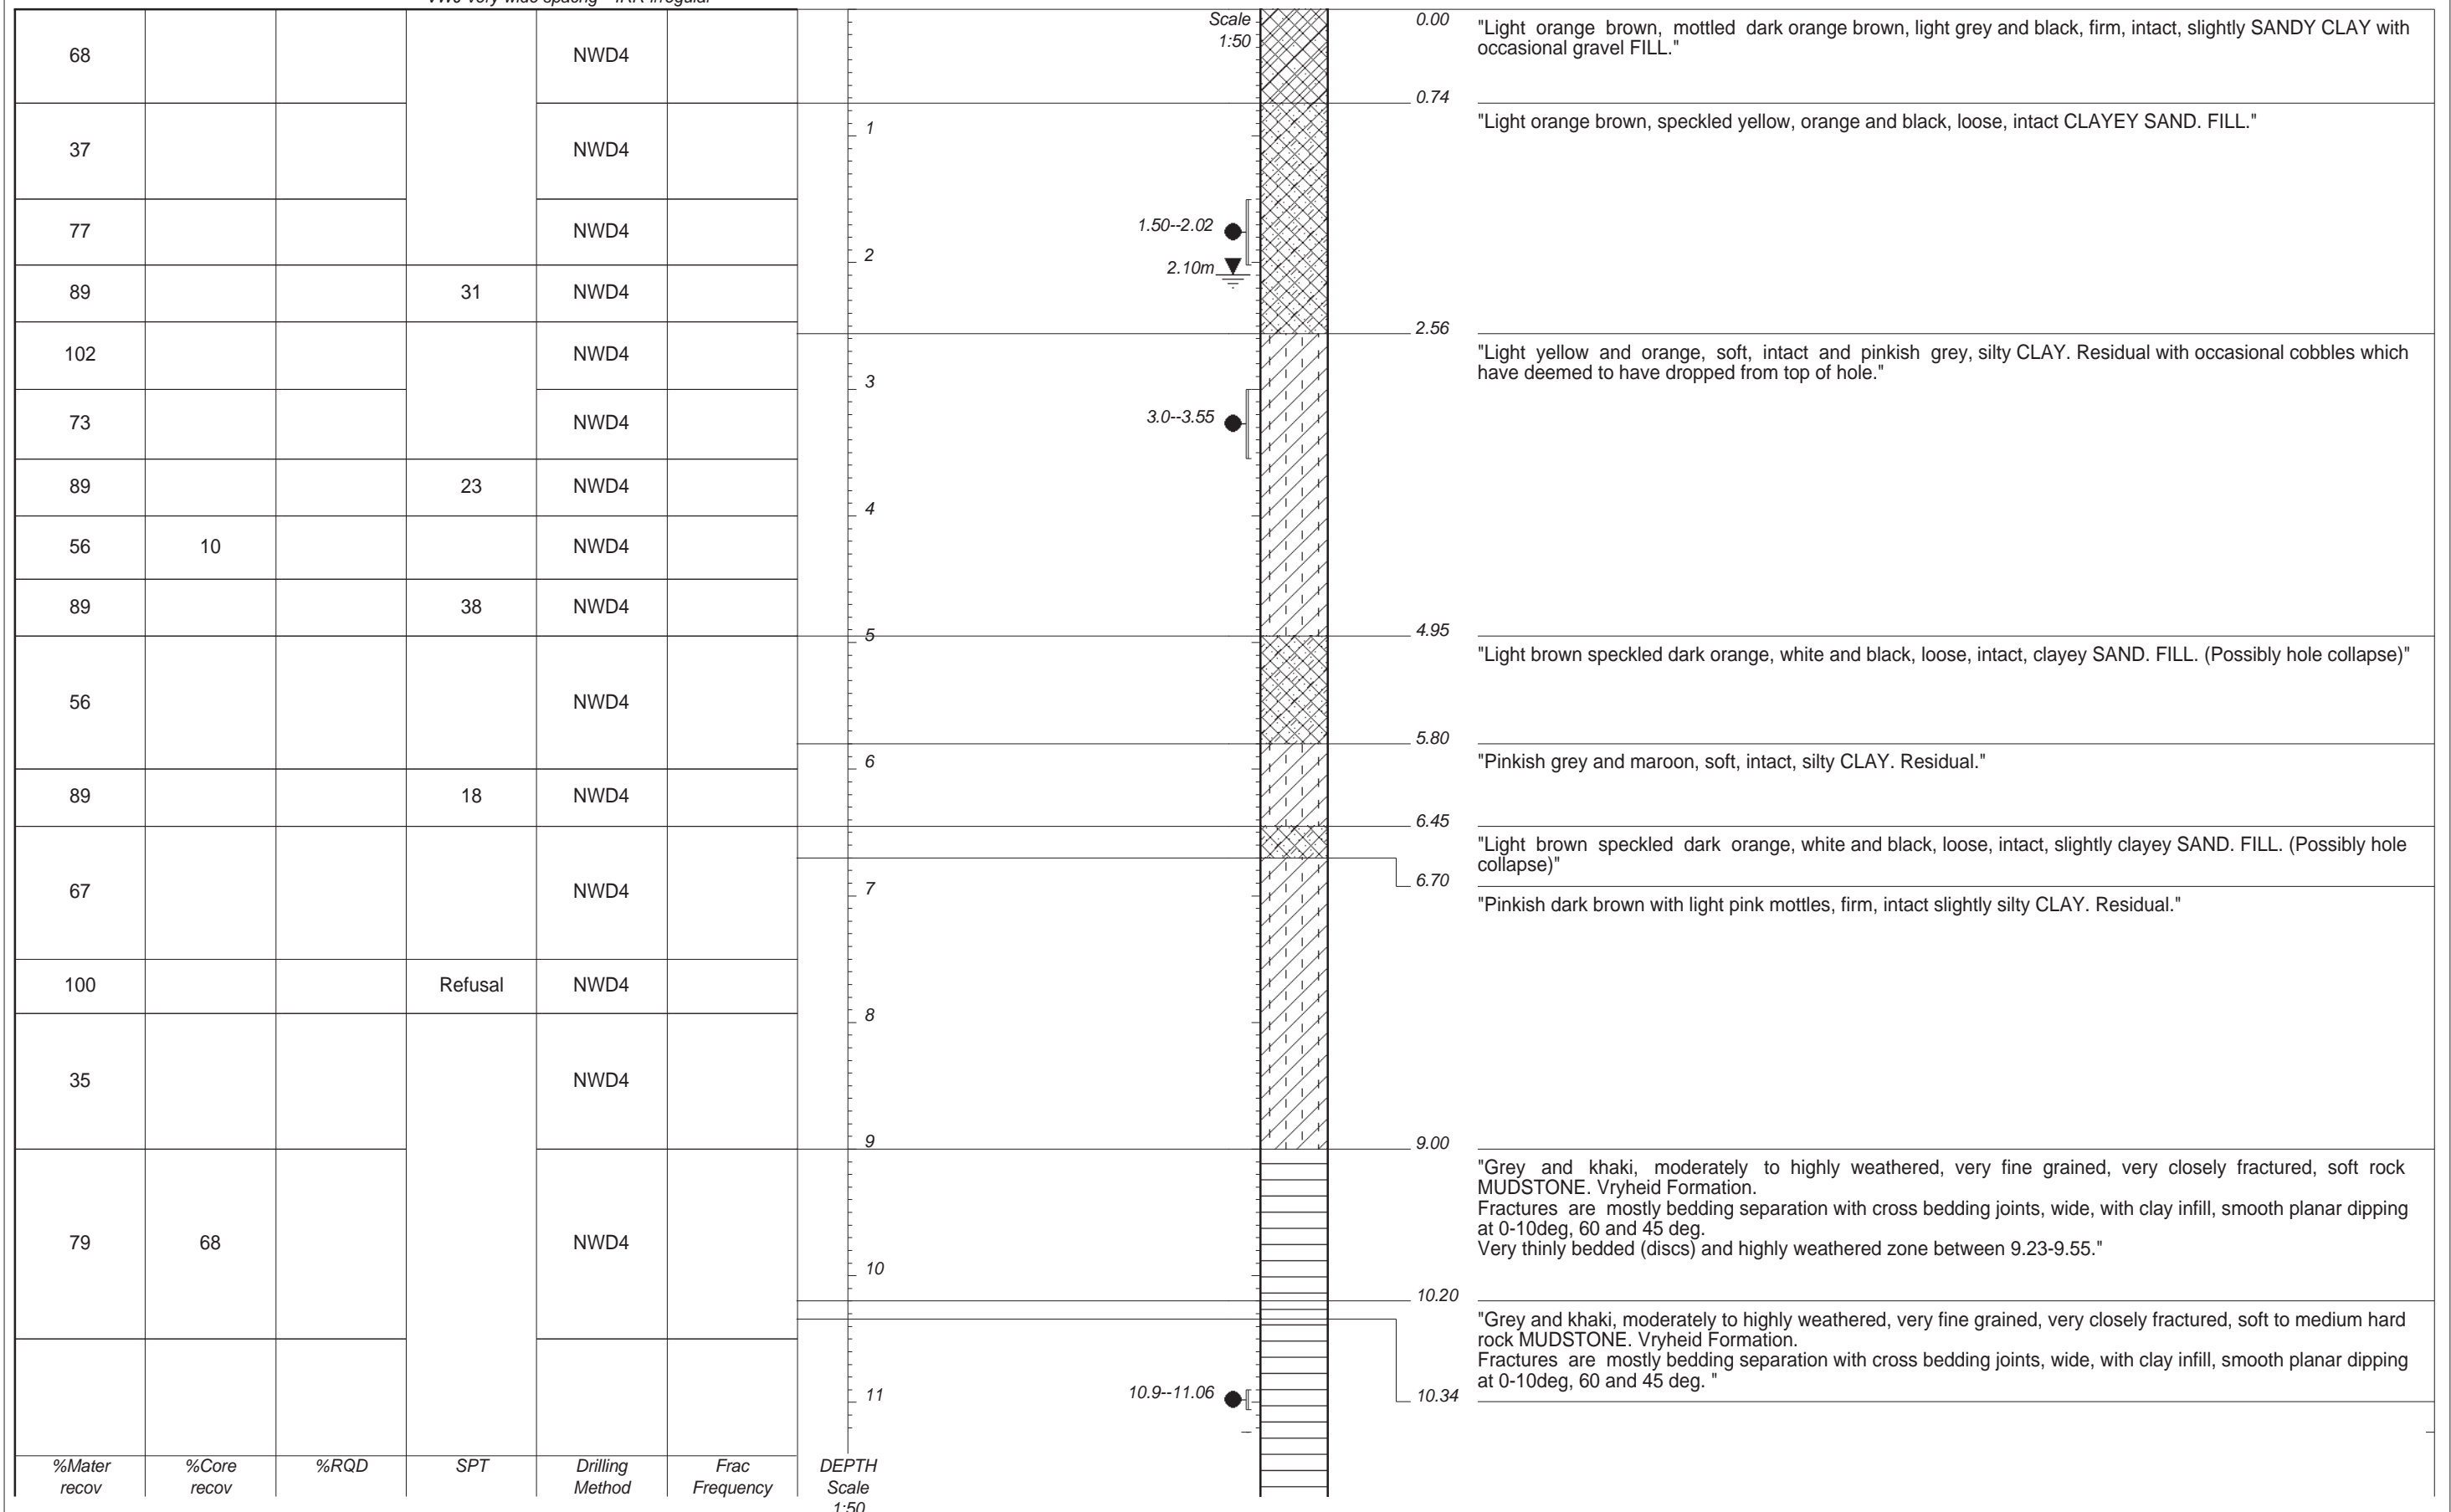 Scale
1:50
0.00
"Light orange brown, mottled dark orange brown, light grey and black, firm, intact, slightly SANDY CLAY with
occasional gravel FILL."
68 NWD4
0.74
"Light orange brown, speckled yellow, orange and black, loose, intact CLAYEY SAND. FILL."
1
37 NWD4
77 NWD4
1.50--2.02
2
2.10m
89 31 NWD4
2.56
"Light yellow and orange, soft, intact and pinkish grey, silty CLAY. Residual with occasional cobbles which
have deemed to have dropped from top of hole."
102 NWD4
3
73 NWD4
3.0--3.55
89 23 NWD4
4
56 10 NWD4
89 38 NWD4
5
4.95
"Light brown speckled dark orange, white and black, loose, intact, clayey SAND. FILL. (Possibly hole collapse)"
56 NWD4
5.80
"Pinkish grey and maroon, soft, intact, silty CLAY. Residual."
6
89 18 NWD4
6.45
"Light brown speckled dark orange, white and black, loose, intact, slightly clayey SAND. FILL. (Possibly hole
collapse)"
6.70
"Pinkish dark brown with light pink mottles, firm, intact slightly silty CLAY. Residual."
67 NWD4
7
100 Refusal NWD4
8
35 NWD4
9
9.00
"Grey and khaki, moderately to highly weathered, very fine grained, very closely fractured, soft rock
MUDSTONE. Vryheid Formation.
Fractures are mostly bedding separation with cross bedding joints, wide, with clay infill, smooth planar dipping
at 0-10deg, 60 and 45 deg.
Very thinly bedded (discs) and highly weathered zone between 9.23-9.55."
79 68 NWD4
10
10.20
"Grey and khaki, moderately to highly weathered, very fine grained, very closely fractured, soft to medium hard
rock MUDSTONE. Vryheid Formation.
Fractures are mostly bedding separation with cross bedding joints, wide, with clay infill, smooth planar dipping
at 0-10deg, 60 and 45 deg. "
10.9--11.06
11
10.34
%Mater %Core %RQD SPT Drilling Frac DEPTH
recov recov Method Frequency Scale
1:50